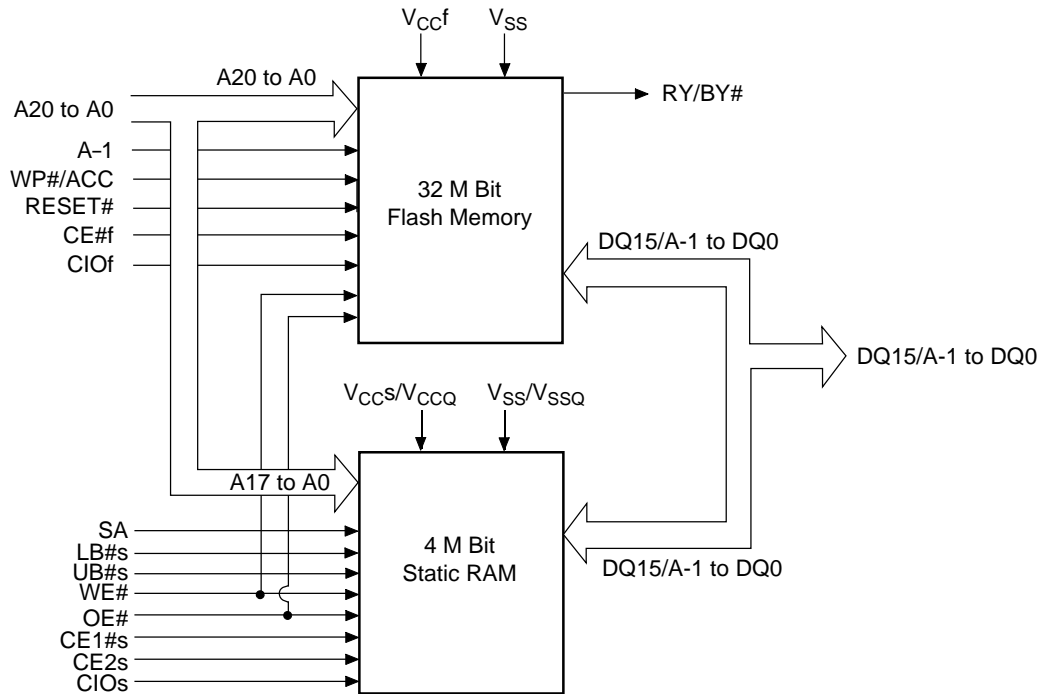 VCCf
VSS
A20 to A0
A20 to A0
RY/BY#
A–1
WP#/ACC
RESET#
CE#f
CIOf
32 M Bit
Flash Memory
DQ15/A-1 to DQ0
DQ15/A-1 to DQ0
VCCs/VCCQ
VSS/VSSQ
A17 to A0
SA
LB#s
UB#s
WE#
OE#
CE1#s
CE2s
CIOs
4 M Bit
Static RAM
DQ15/A-1 to DQ0